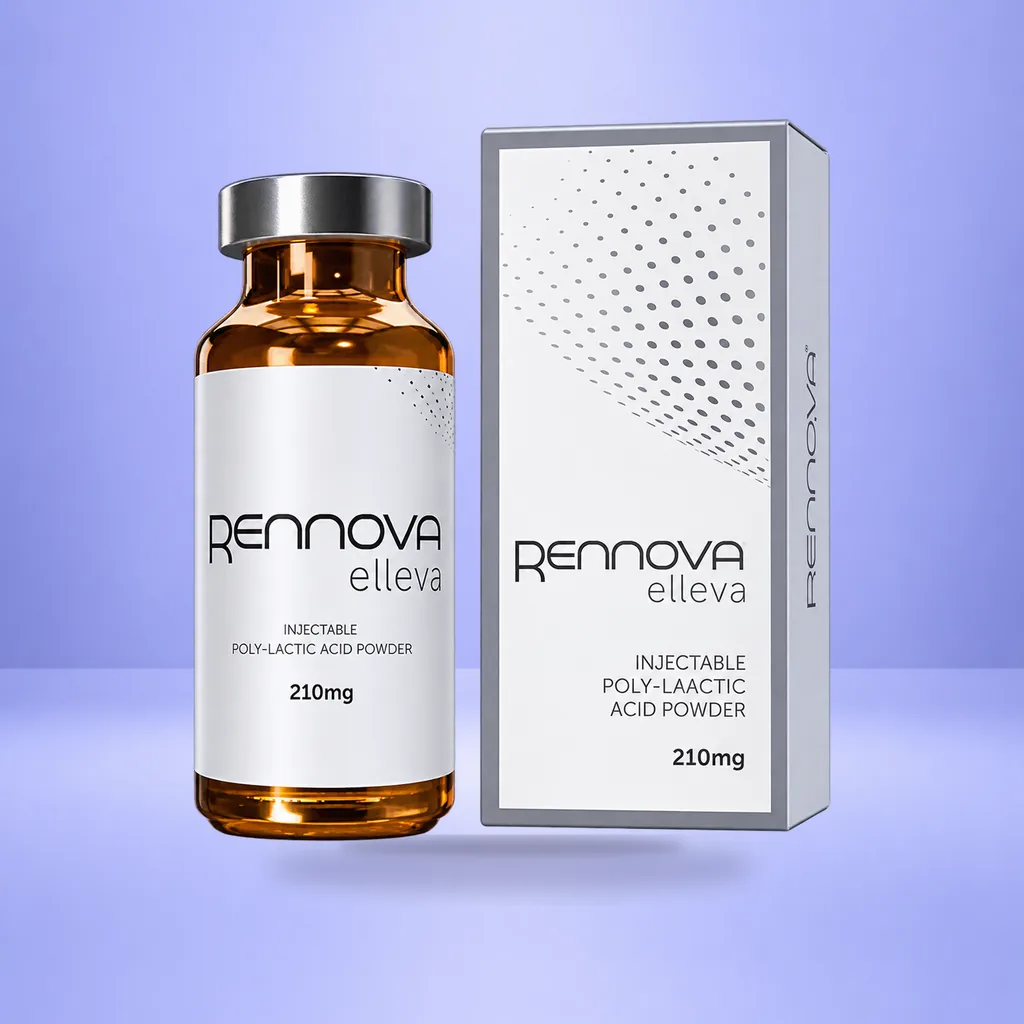 RENNOVA
elleva
INJECTABLE
POLY-LACTIC ACID POWDER
210mg
RENNOVA
elleva
INJECTABLE
POLY-LAACTIC
ACID POWDER
210mg
RENNOVA®